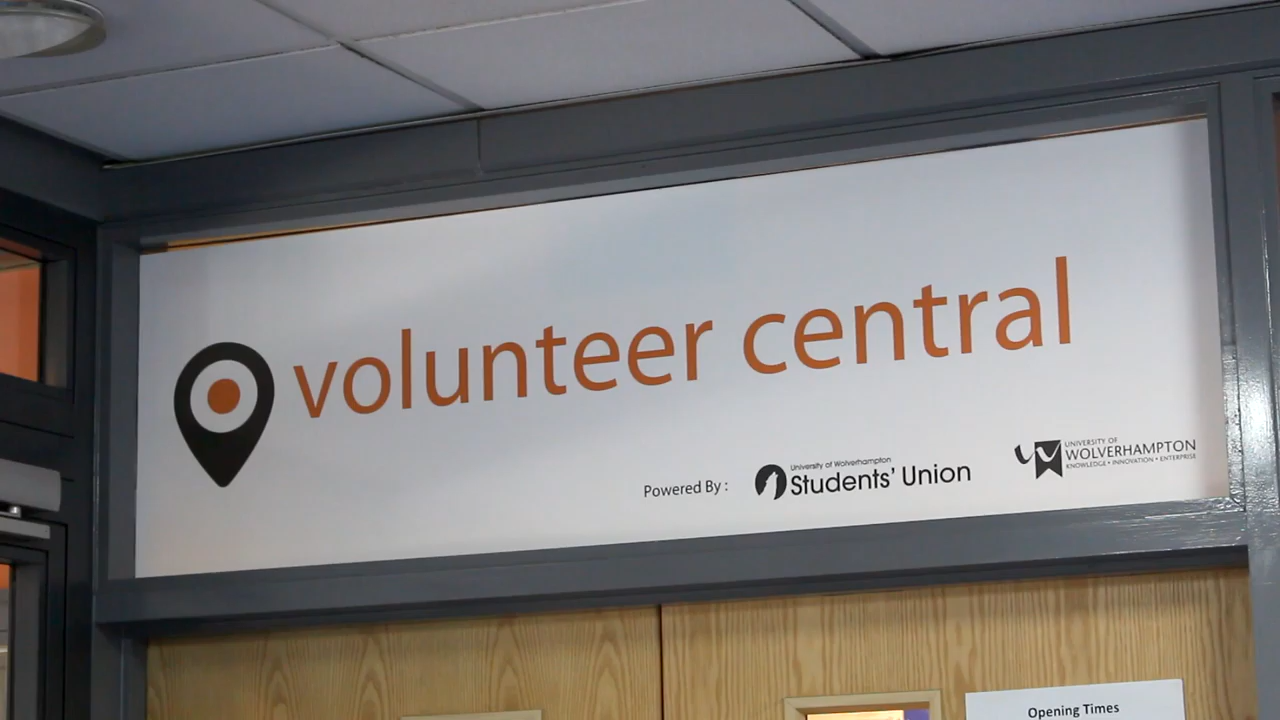 volunteer central
Powered By :
University of Wolverhampton
Students' Union
UNIVERSITY OF
WOLVERHAMPTON
KNOWLEDGE • INNOVATION • ENTERPRISE
Opening Times